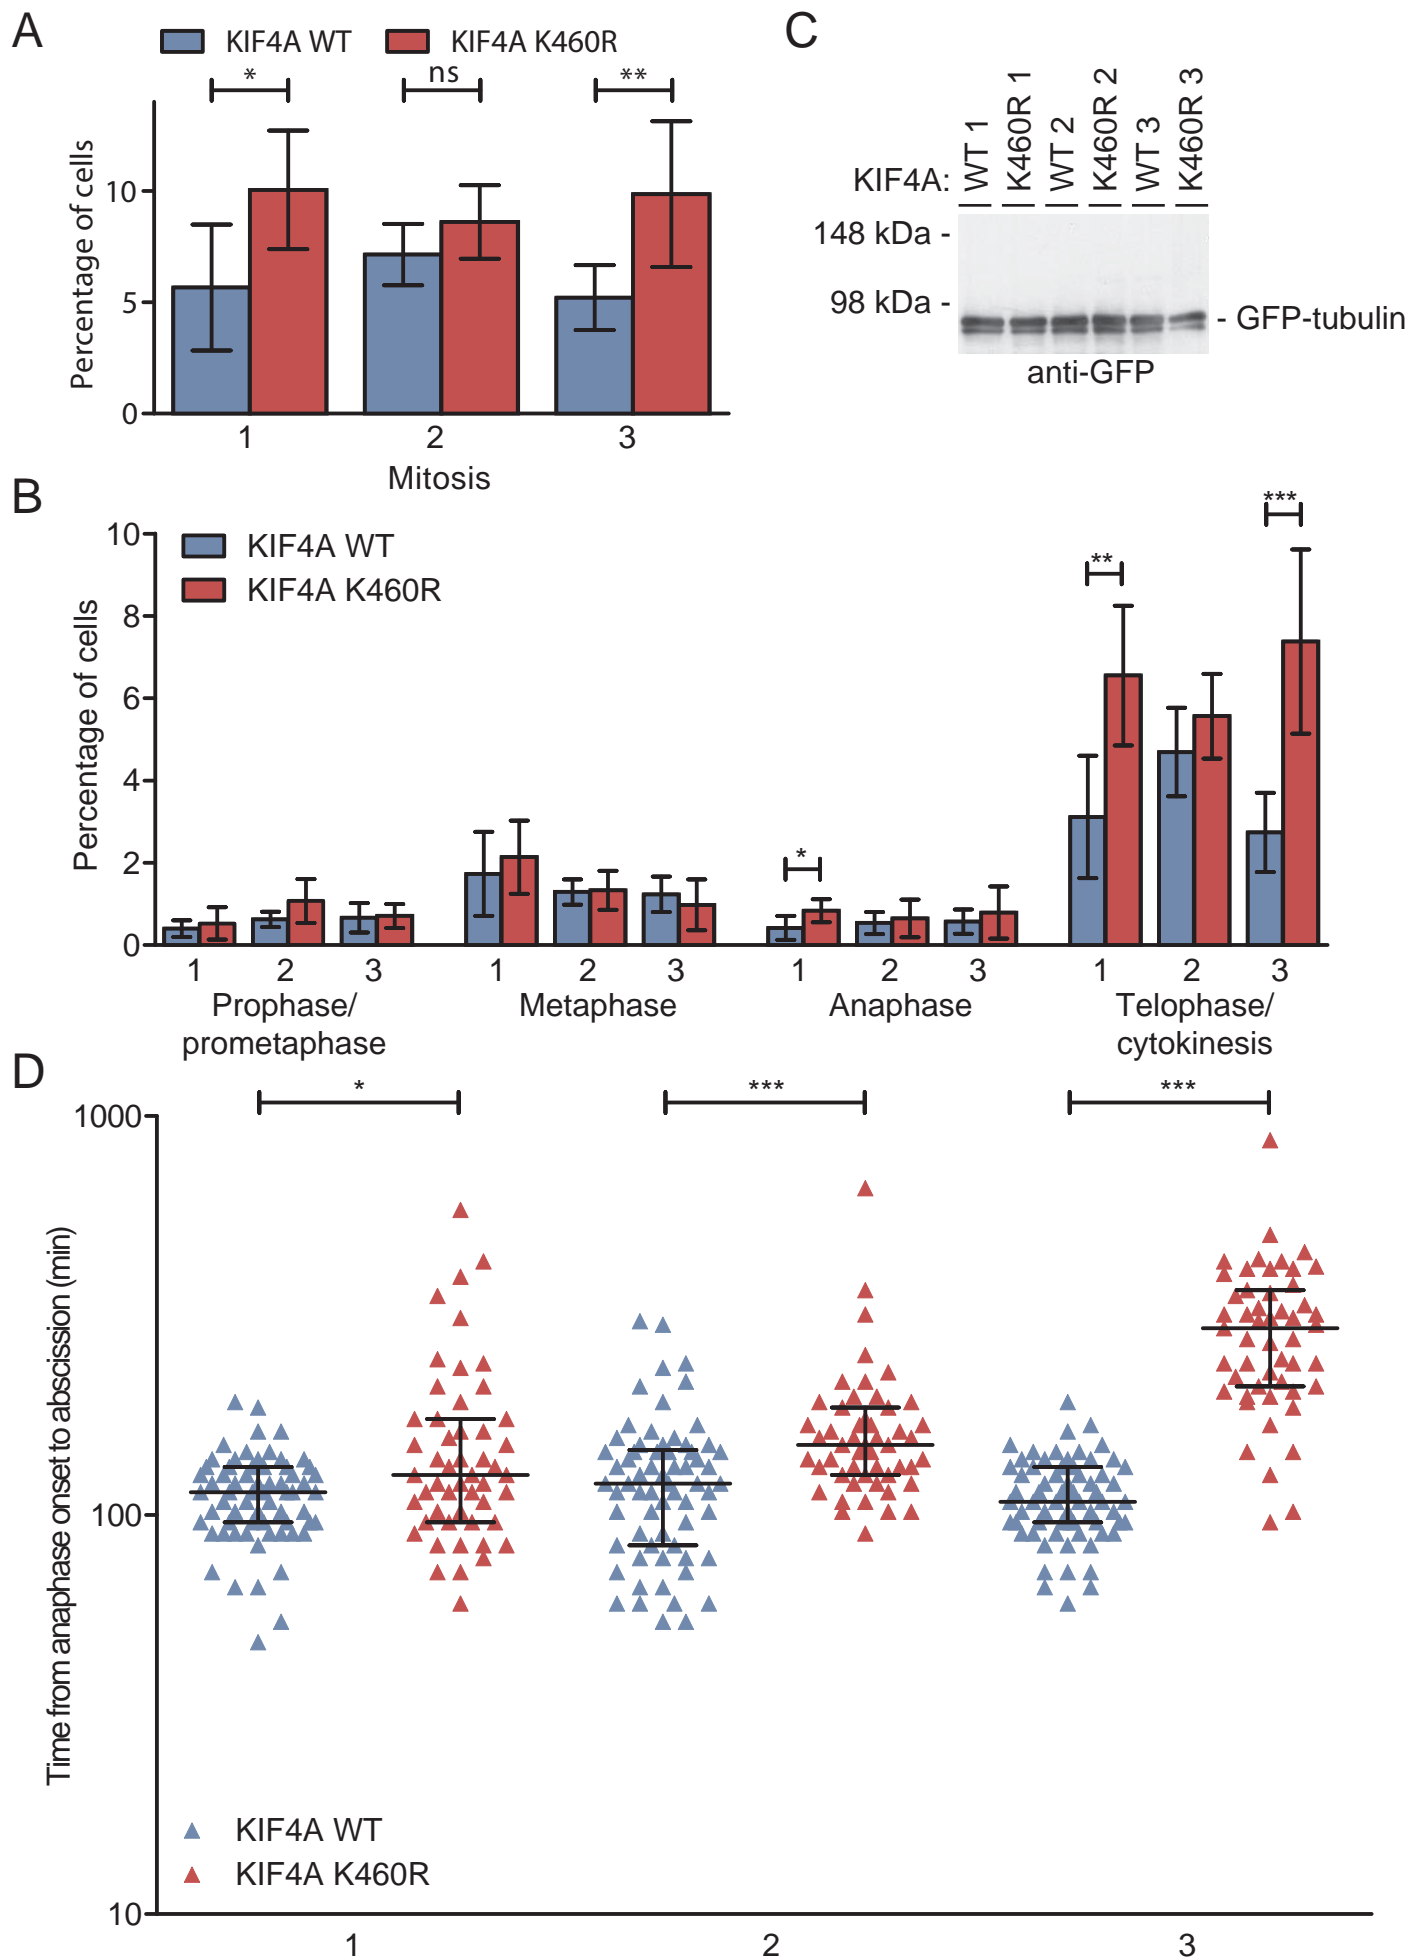 A
KIF4A WT
KIF4A K460R
*
ns
**
Percentage of cells
10
5
0
1
2
3
Mitosis
C
KIF4A:
WT 1
K460R 1
WT 2
K460R 2
WT 3
K460R 3
148 kDa -
98 kDa -
- GFP-tubulin
anti-GFP
B
KIF4A WT
KIF4A K460R
Percentage of cells
10
8
6
4
2
0
*
**
***
1 2 3
1 2 3
1 2 3
1 2 3
Prophase/
prometaphase
Metaphase
Anaphase
Telophase/
cytokinesis
D
*
***
***
Time from anaphase onset to abscission (min)
1000
100
10
KIF4A WT
KIF4A K460R
1
2
3